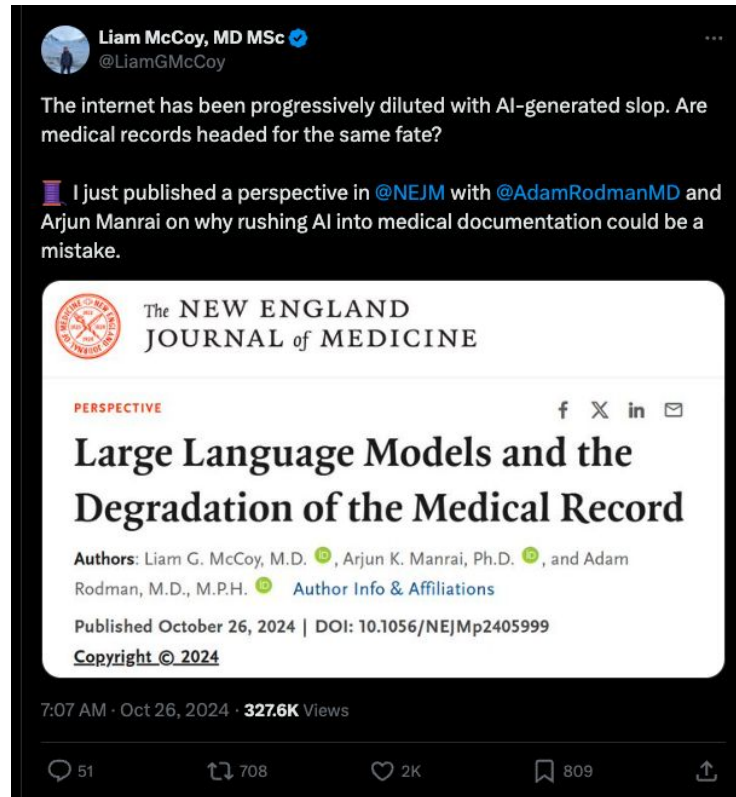 Liam McCoy, MD MSc
@LiamGMcCoy
The internet has been progressively diluted with AI-generated slop. Are
medical records headed for the same fate?
🧵 I just published a perspective in @NEJM with @AdamRodmanMD and
Arjun Manrai on why rushing AI into medical documentation could be a
mistake.
The NEW ENGLAND
JOURNAL of MEDICINE
PERSPECTIVE
Large Language Models and the
Degradation of the Medical Record
Authors: Liam G. McCoy, M.D. iD, Arjun K. Manrai, Ph.D. iD, and Adam
Rodman, M.D., M.P.H. iD Author Info & Affiliations
Published October 26, 2024 | DOI: 10.1056/NEJMp2405999
Copyright © 2024
7:07 AM · Oct 26, 2024 · 327.6K Views
51 708 2K 809